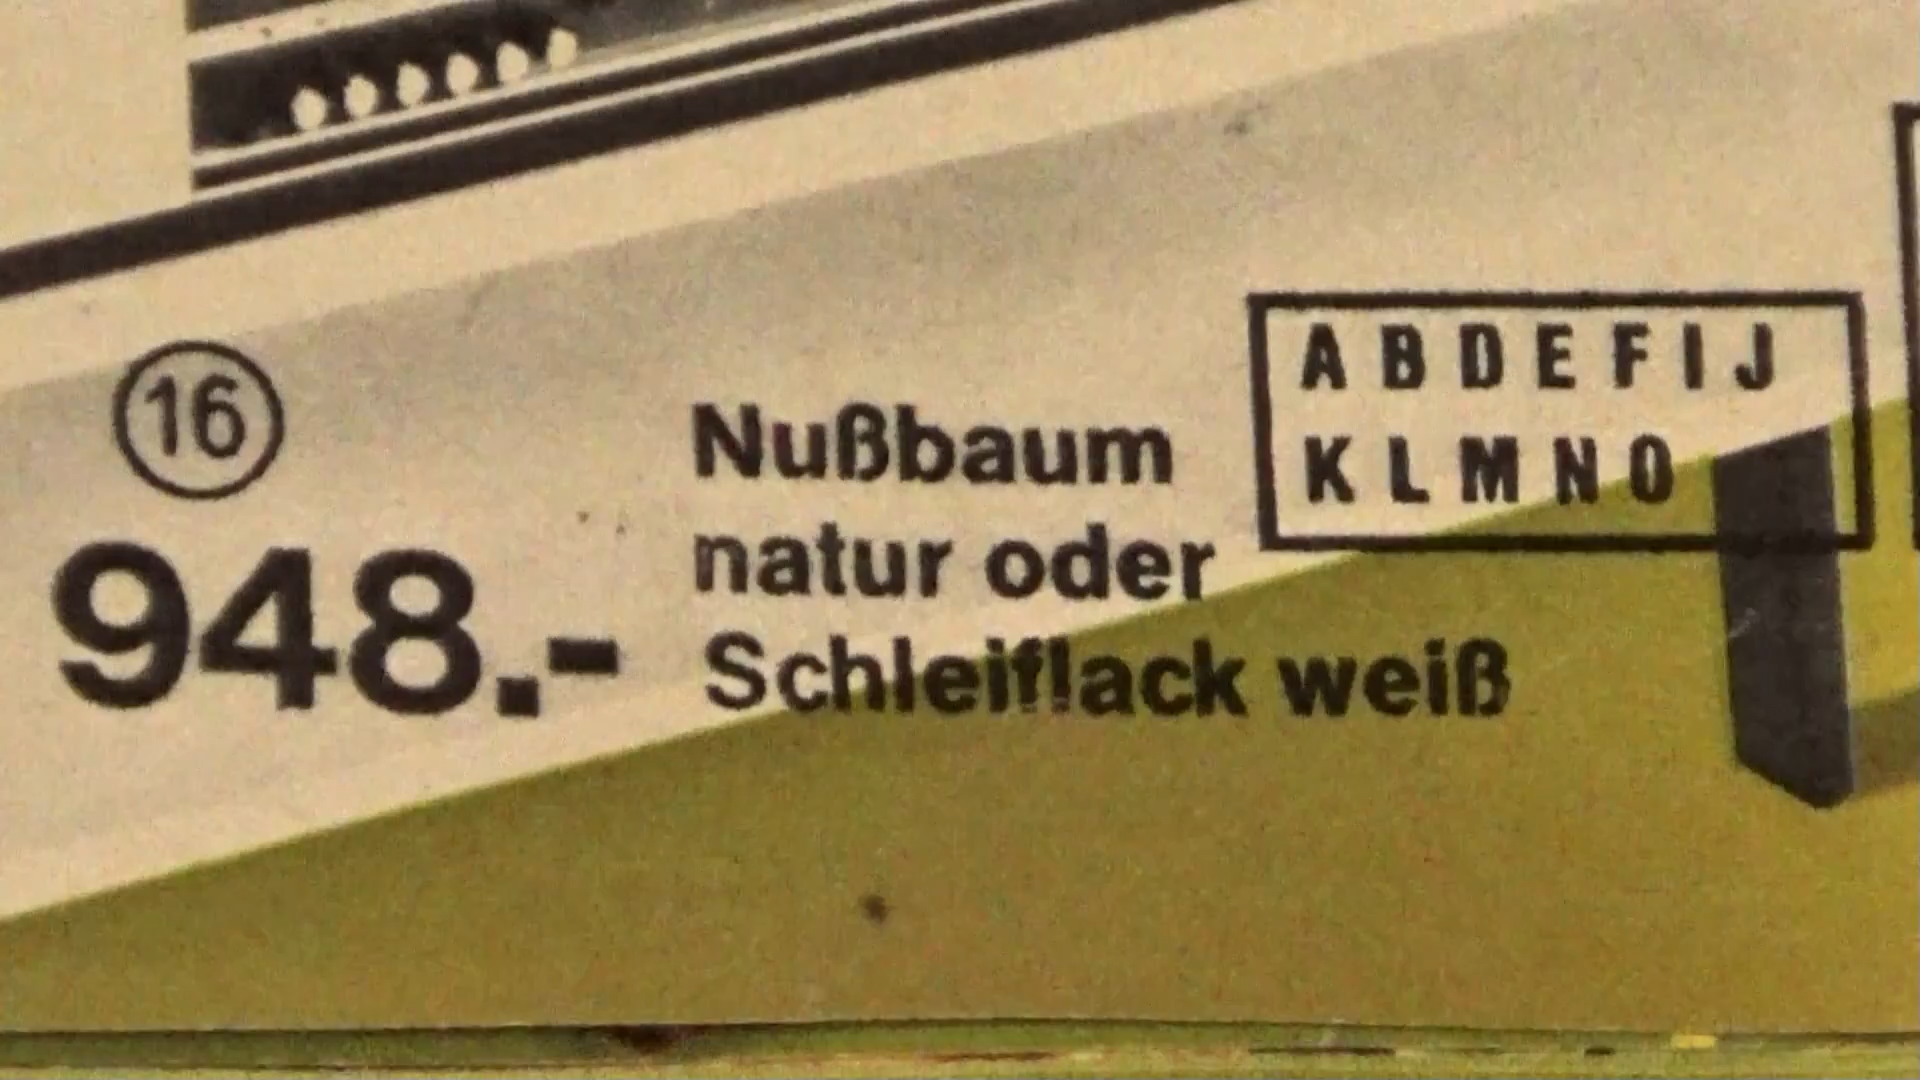 16
948.-
Nußbaum
natur oder
Schleiflack weiß
A B D E F I J
K L M N O